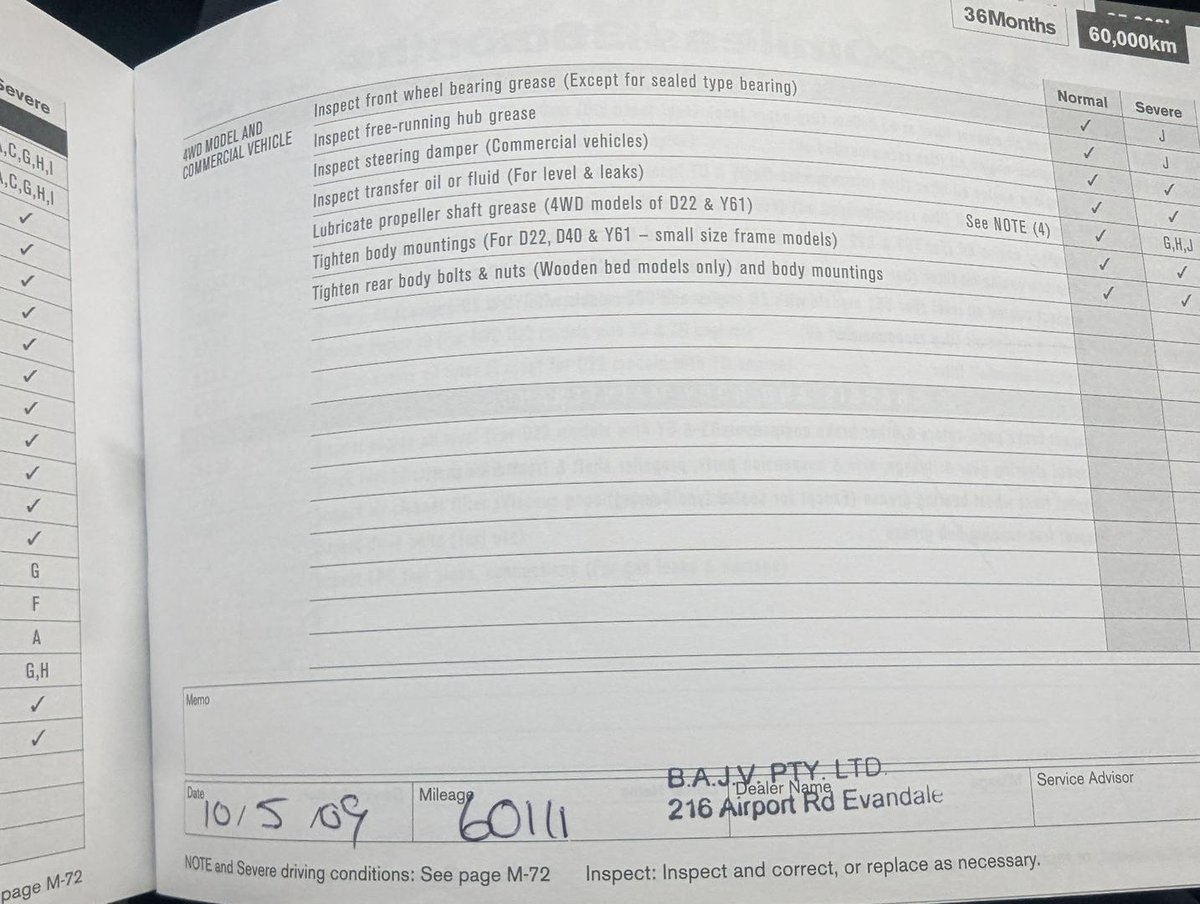 Severe
A,C,G,H,I
A,C,G,H,I
✓
✓
✓
✓
✓
✓
✓
✓
✓
✓
✓
G
F
A
G,H
✓
✓
page M-72
36Months
60,000km
Normal Severe
4WD MODEL AND
COMMERCIAL VEHICLE
Inspect front wheel bearing grease (Except for sealed type bearing) ✓ J
Inspect free-running hub grease ✓ J
Inspect steering damper (Commercial vehicles) ✓ ✓
Inspect transfer oil or fluid (For level & leaks) ✓ ✓
Lubricate propeller shaft grease (4WD models of D22 & Y61) See NOTE (4) ✓ G,H,J
Tighten body mountings (For D22, D40 & Y61 – small size frame models) ✓ ✓
Tighten rear body bolts & nuts (Wooden bed models only) and body mountings ✓ ✓
Memo
Date
10/5/09
Mileage
60111
B.A.J.V. PTY. LTD.
Dealer Name
216 Airport Rd Evandale
Service Advisor
NOTE and Severe driving conditions: See page M-72 Inspect: Inspect and correct, or replace as necessary.